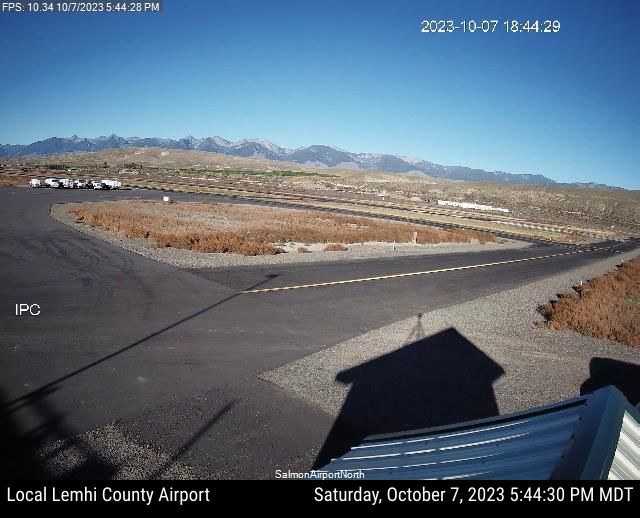 FPS: 10.34 10/7/2023 5:44:28 PM
2023-10-07 18:44:29
IPC
SalmonAirportNorth
Local Lemhi County Airport
Saturday, October 7, 2023 5:44:30 PM MDT